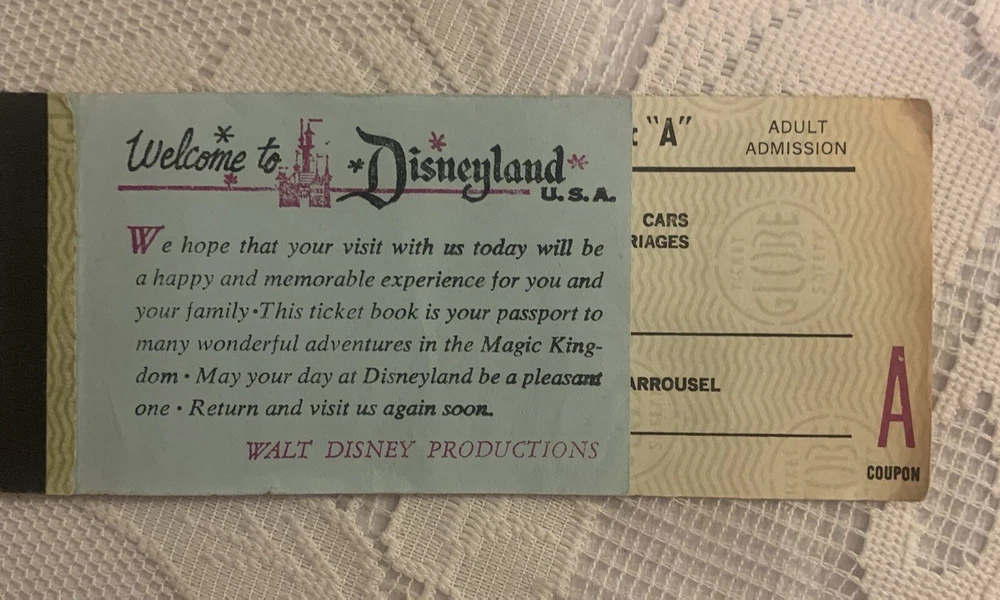 Welcome to Disneyland
U.S.A.
We hope that your visit with us today will be
a happy and memorable experience for you and
your family • This ticket book is your passport to
many wonderful adventures in the Magic King-
dom • May your day at Disneyland be a pleasant
one • Return and visit us again soon.
WALT DISNEY PRODUCTIONS
"A"
ADULT
ADMISSION
CARS
RIAGES
ARROUSEL
GLOBE
TICKET
SAFETY
A
COUPON